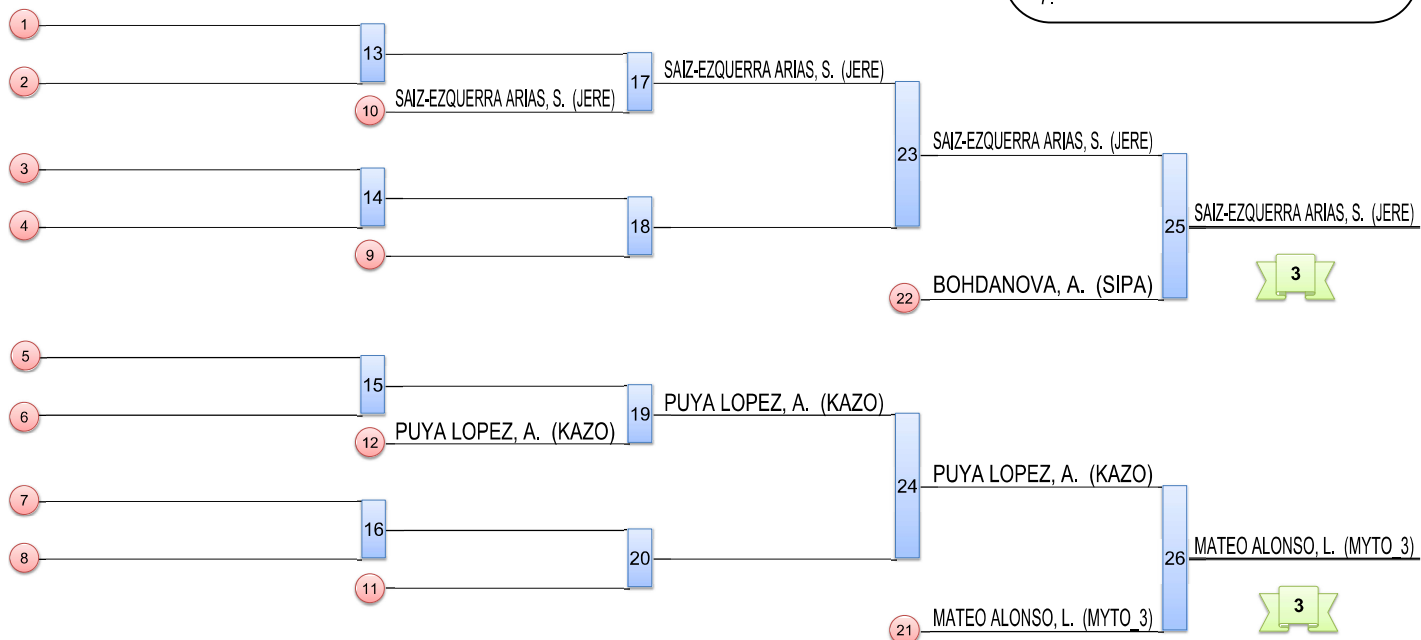 7.
1
13
2
17
SAIZ-EZQUERRA ARIAS, S. (JERE)
10
SAIZ-EZQUERRA ARIAS, S. (JERE)
23
SAIZ-EZQUERRA ARIAS, S. (JERE)
3
14
4
18
9
25
SAIZ-EZQUERRA ARIAS, S. (JERE)
3
22
BOHDANOVA, A. (SIPA)
5
15
6
19
PUYA LOPEZ, A. (KAZO)
12
PUYA LOPEZ, A. (KAZO)
24
PUYA LOPEZ, A. (KAZO)
7
16
8
20
11
26
MATEO ALONSO, L. (MYTO_3)
3
21
MATEO ALONSO, L. (MYTO_3)